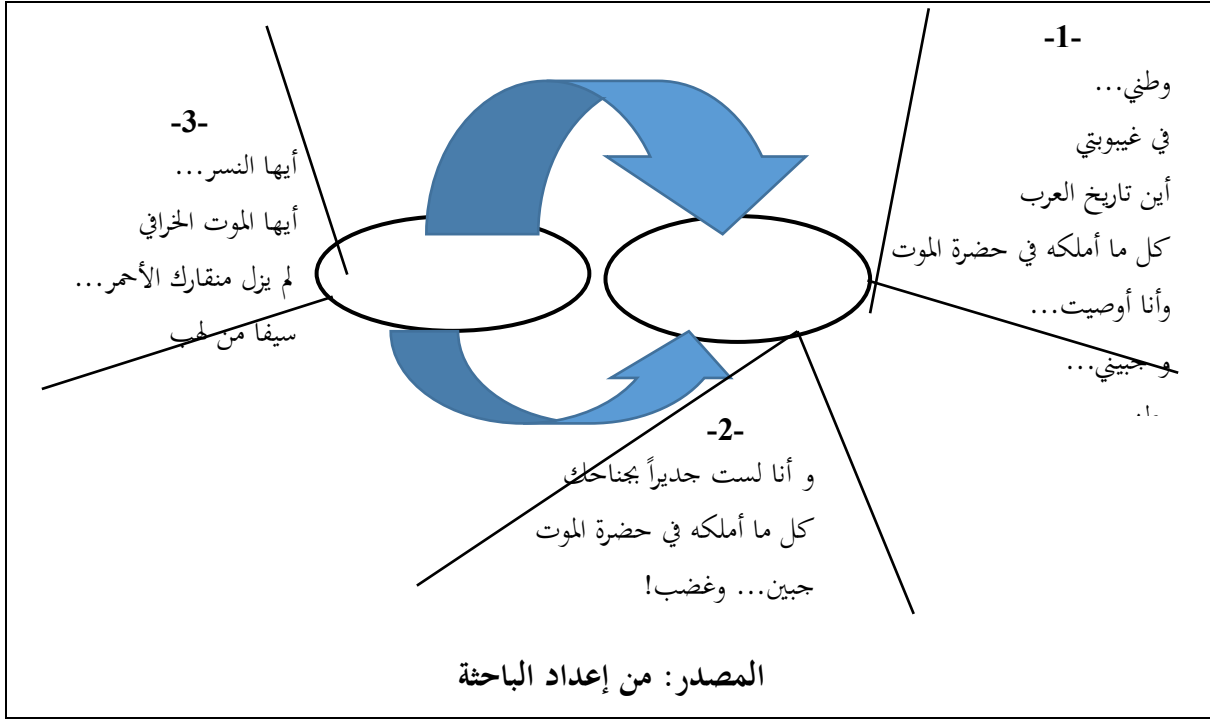 -1-
وطني...
في غيبوبتي
أين تاريخ العرب
كل ما أملكه في حضرة الموت
وأنا أوصيت...
و جبيني...
-2-
و أنا لست جديراً بجناحك
كل ما أملكه في حضرة الموت
جبين... وغضب!
-3-
أيها النسر...
أيها الموت الخرافي
لم يزل منقارك الأحمر...
سيفا من لهب
المصدر: من إعداد الباحثة